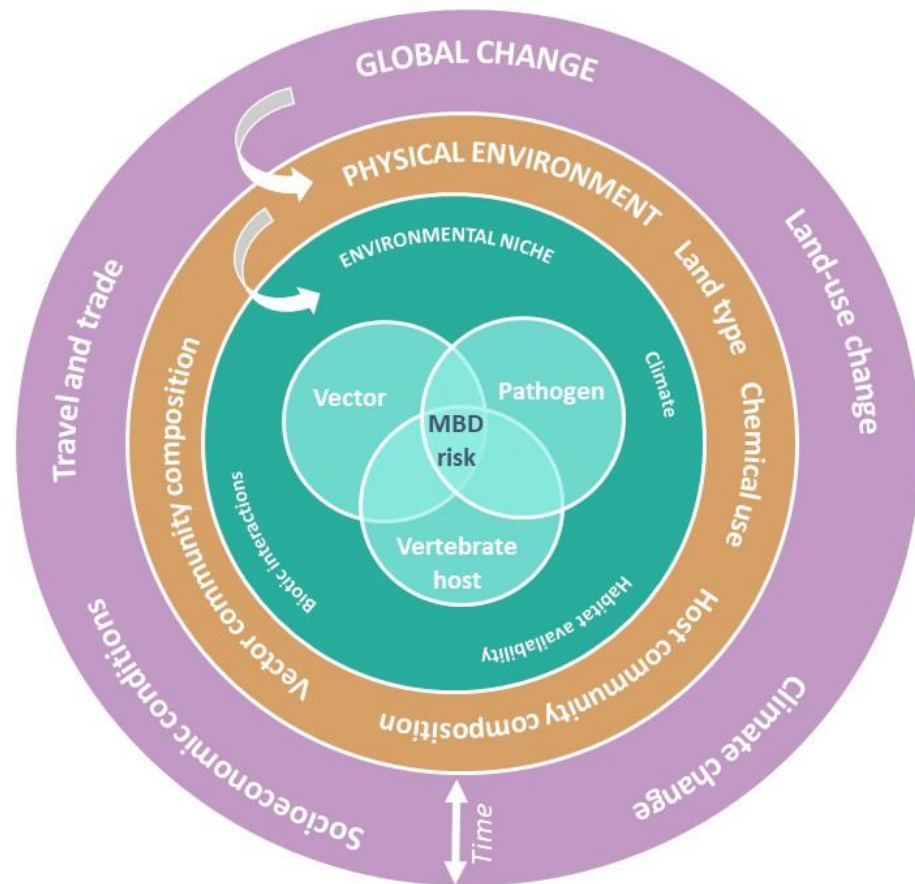 GLOBAL CHANGE
Land-use change
Climate change
Socioeconomic conditions
Travel and trade
PHYSICAL ENVIRONMENT
Land type
Chemical use
Host community composition
Vector community composition
ENVIRONMENTAL NICHE
Climate
Habitat availability
Biotic interactions
Vector
Pathogen
MBD
risk
Vertebrate
host
Time